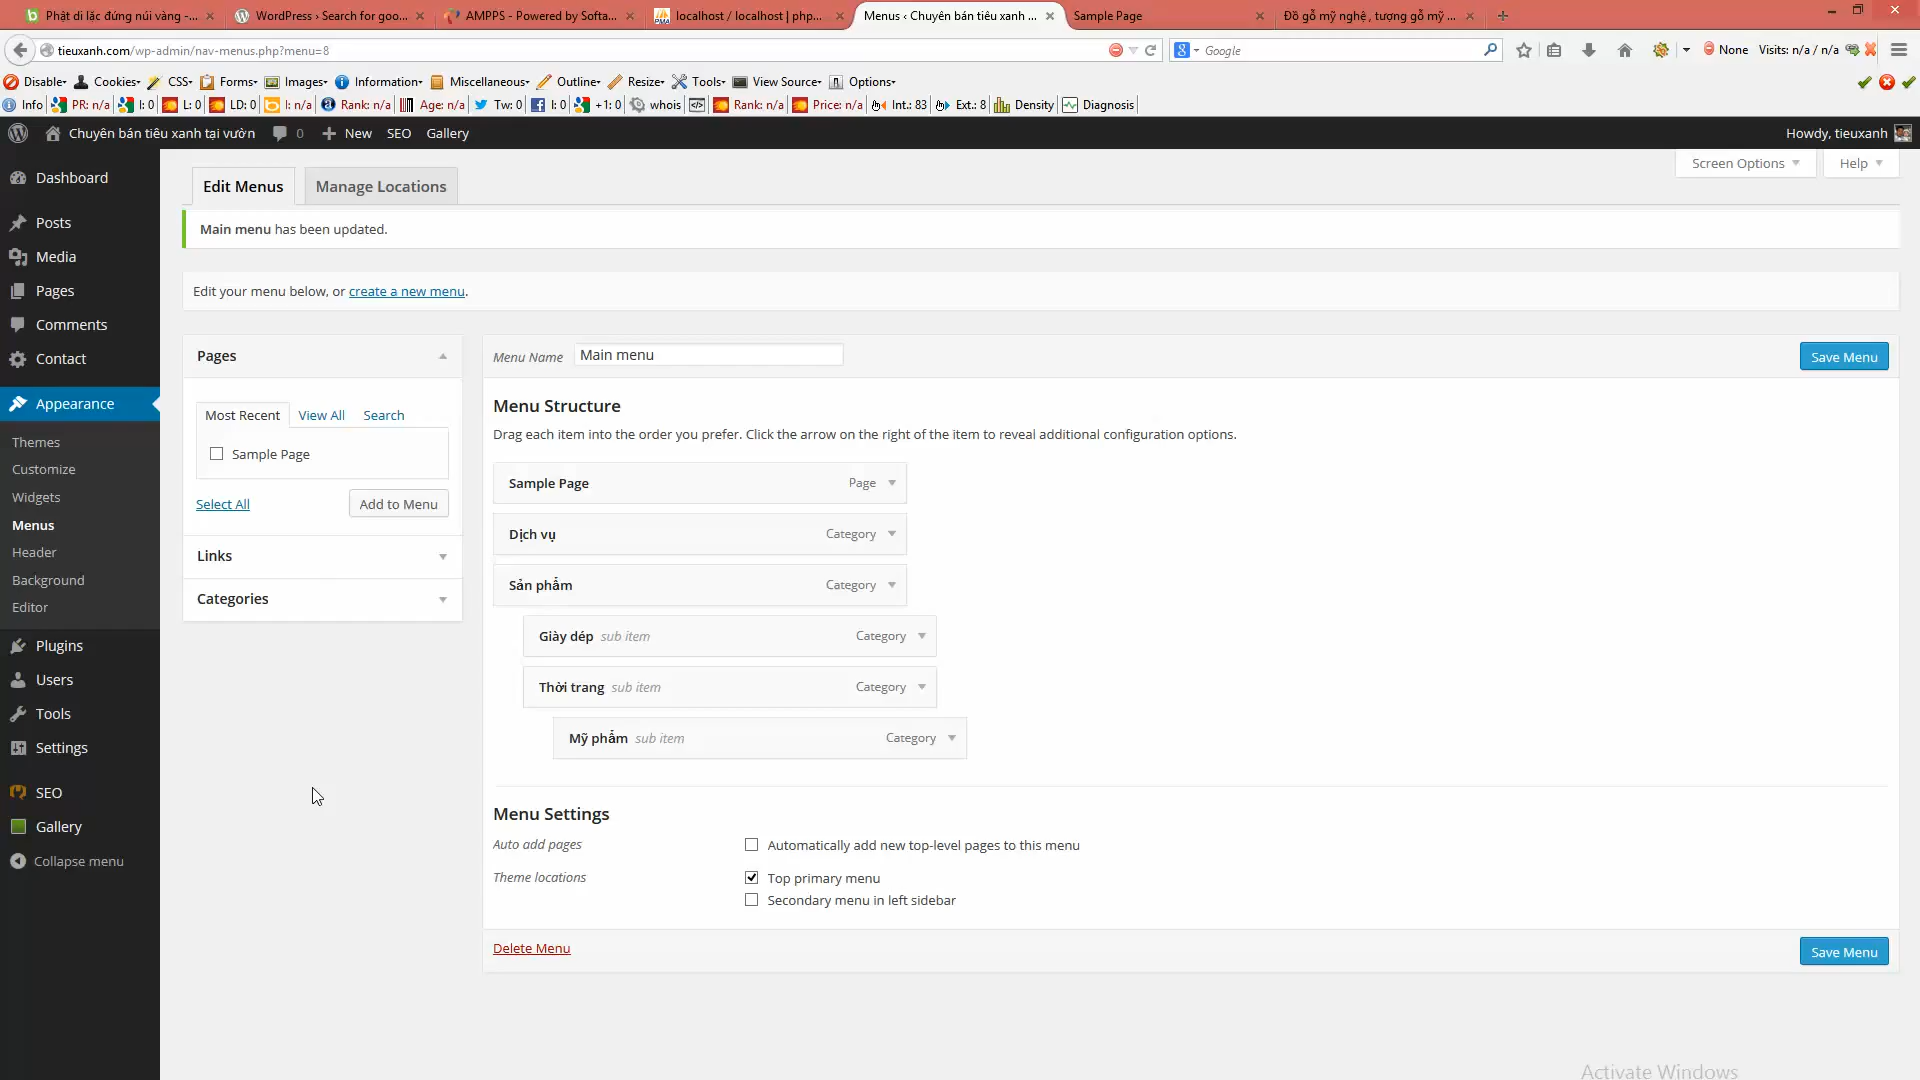 Phật di lặc đứng núi vàng -...
WordPress › Search for goo...
AMPPS - Powered by Softa...
localhost / localhost | php...
Menus ‹ Chuyên bán tiêu xanh ...
Sample Page
Đồ gỗ mỹ nghệ, tượng gỗ mỹ ...
tieuxanh.com/wp-admin/nav-menus.php?menu=8
Google
None Visits: n/a / n/a
Disable Cookies CSS Forms Images Information Miscellaneous Outline Resize Tools View Source Options
Info PR: n/a I: 0 L: 0 LD: 0 I: n/a Rank: n/a Age: n/a Tw: 0 I: 0 +1: 0 whois Rank: n/a Price: n/a Int.: 83 Ext.: 8 Density Diagnosis
Chuyên bán tiêu xanh tại vườn 0 New SEO Gallery
Howdy, tieuxanh
Screen Options
Help
Dashboard
Posts
Media
Pages
Comments
Contact
Appearance
Themes
Customize
Widgets
Menus
Header
Background
Editor
Plugins
Users
Tools
Settings
SEO
Gallery
Collapse menu
Edit Menus
Manage Locations
Main menu has been updated.
Edit your menu below, or create a new menu.
Pages
Most Recent View All Search
Sample Page
Select All
Add to Menu
Links
Categories
Menu Name Main menu
Save Menu
Menu Structure
Drag each item into the order you prefer. Click the arrow on the right of the item to reveal additional configuration options.
Sample Page Page
Dịch vụ Category
Sản phẩm Category
Giày dép sub item Category
Thời trang sub item Category
Mỹ phẩm sub item Category
Menu Settings
Auto add pages
Automatically add new top-level pages to this menu
Theme locations
Top primary menu
Secondary menu in left sidebar
Delete Menu
Save Menu
Activate Windows